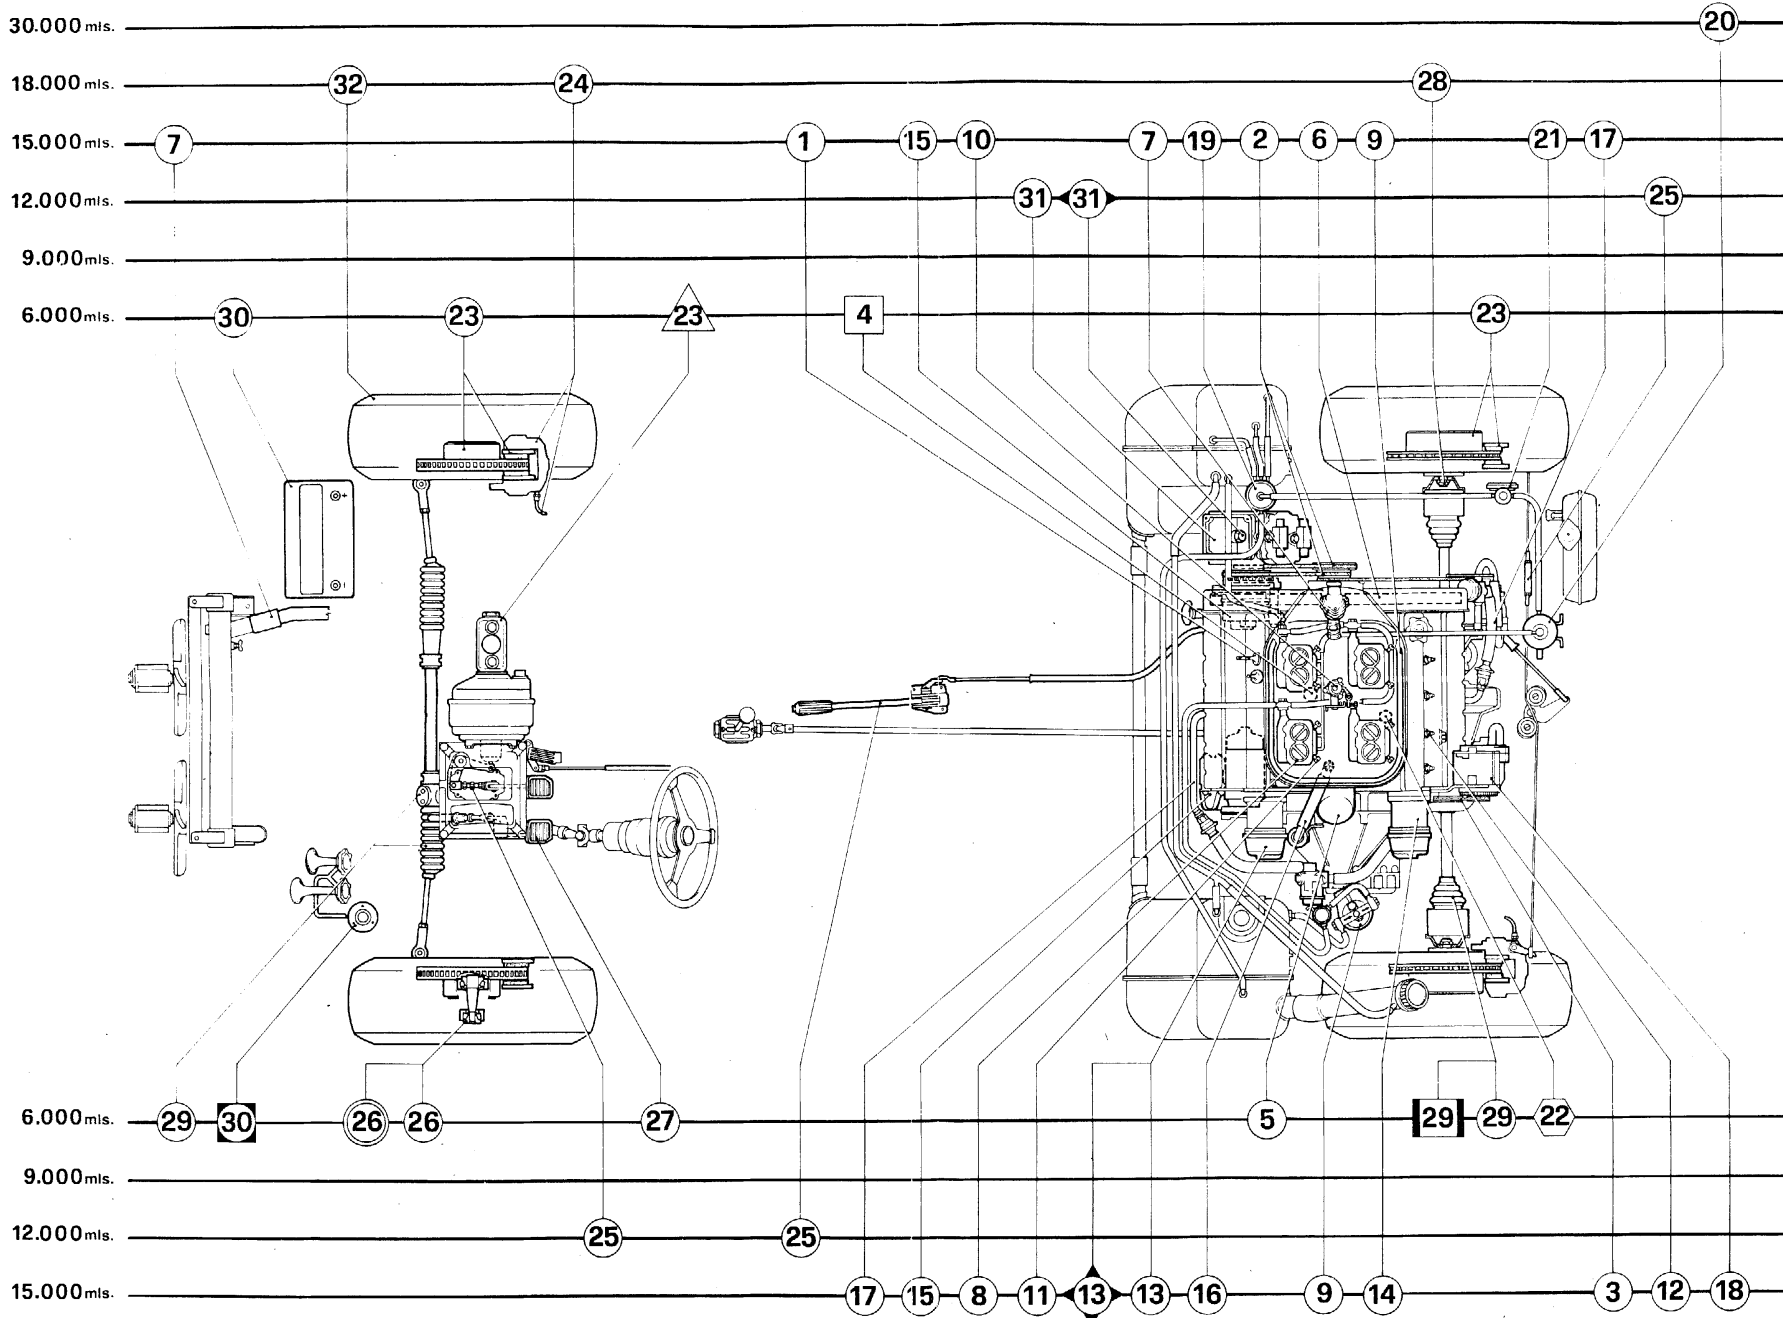 30.000 mls. 20
18.000 mls. 32 24 28
15.000 mls. 7 1 15 10 7 19 2 6 9 21 17
12.000 mls. 31 31 25
9.000 mls.
6.000 mls. 30 23 23 4 23
+
6.000 mls. 29 30 26 26 27 5 29 29 22
9.000 mls.
12.000 mls. 25 25
15.000 mls. 17 15 8 11 13 13 16 9 14 3 12 18